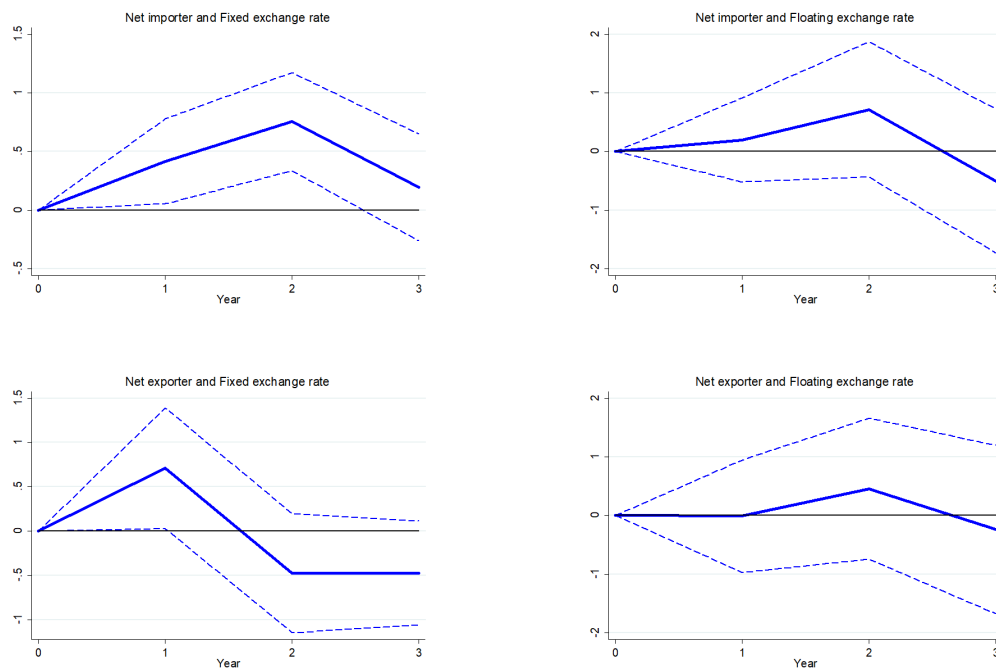 Net importer and Fixed exchange rate
1.5
1
.5
0
-.5
0 1 2 3
Year
Net importer and Floating exchange rate
2
1
0
-1
-2
0 1 2 3
Year
Net exporter and Fixed exchange rate
1.5
1
.5
0
-.5
-1
0 1 2 3
Year
Net exporter and Floating exchange rate
2
1
0
-1
-2
0 1 2 3
Year